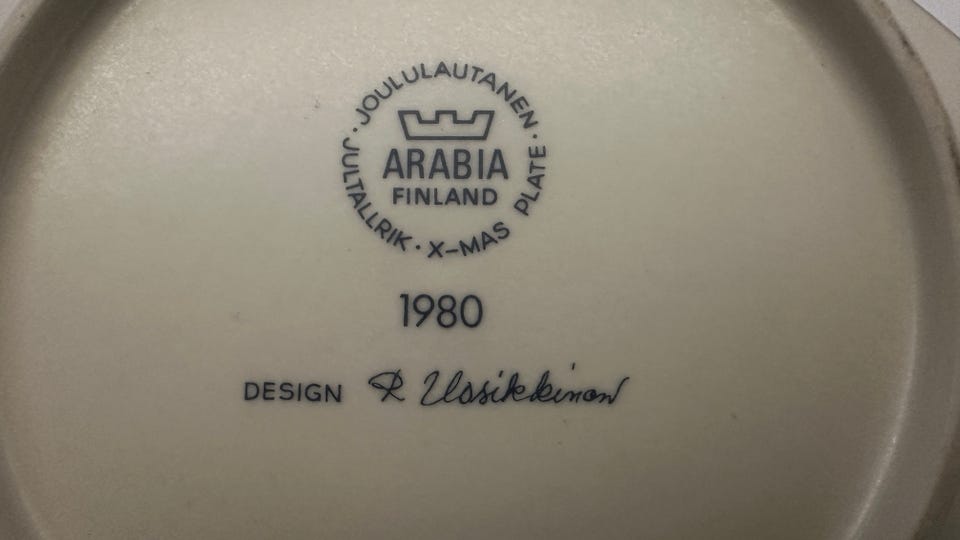 · JOULULAUTANEN ·
ARABIA
FINLAND
JULTALLRIK · X-MAS PLATE
1980
DESIGN R Uosikkinen